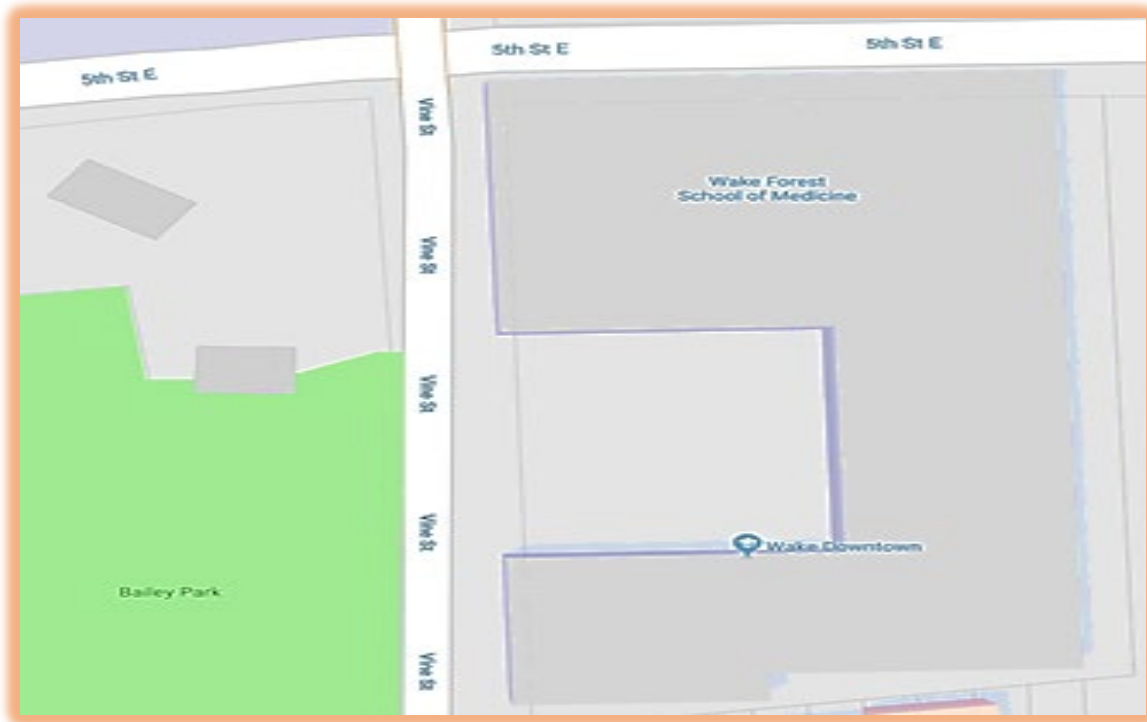 5th St E
5th St E
5th St E
Vine St
Wake Forest
School of Medicine
Vine St
Vine St
Vine St
Wake Downtown
Bailey Park
Vine St